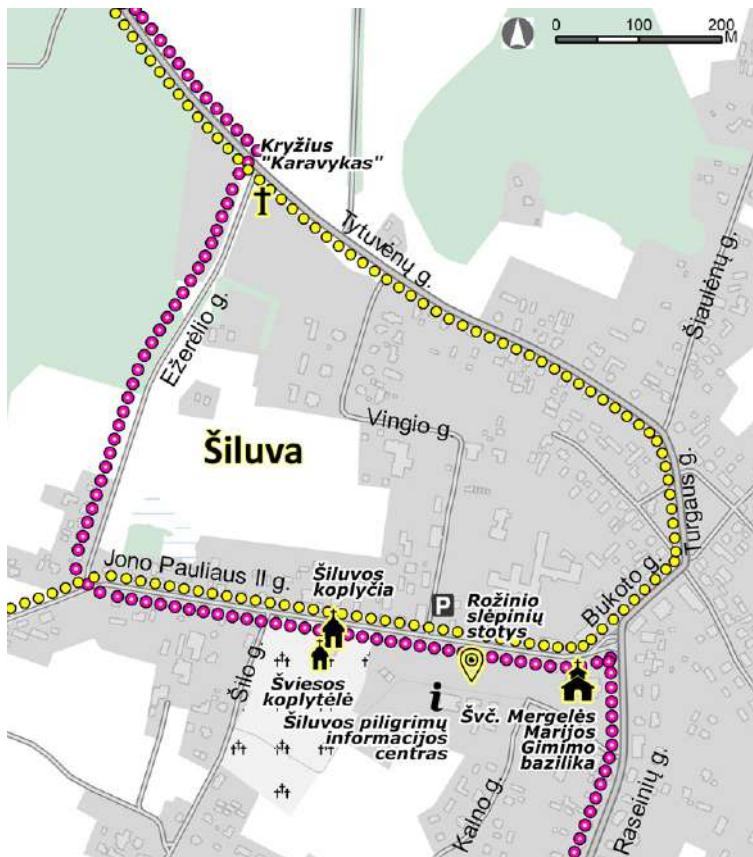 0 100 200
M
Kryžius
"Karavykas"
Tytuvėnų g.
Šiaulėnų g.
Ežerėlio g.
Vingio g.
Šiluva
Turgaus g.
Jono Pauliaus II g.
Šiluvos
koplyčia
P
Rožinio
slėpinių
stotys
Bukoto g.
Šilo g.
Šviesos
koplytėlė
i
Šiluvos piligrimų
informacijos
centras
Švč. Mergelės
Marijos
Gimimo
bazilika
Kalno g.
Raseinių g.